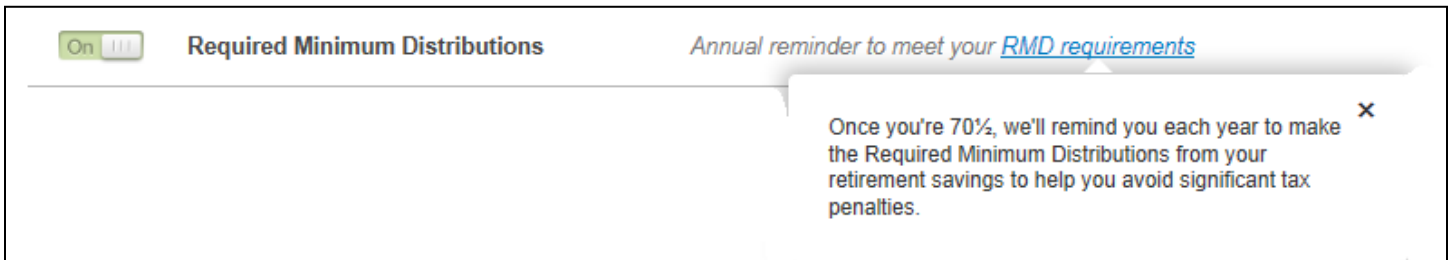 On Required Minimum Distributions Annual reminder to meet your RMD requirements
Once you're 70½, we'll remind you each year to make
the Required Minimum Distributions from your
retirement savings to help you avoid significant tax
penalties.